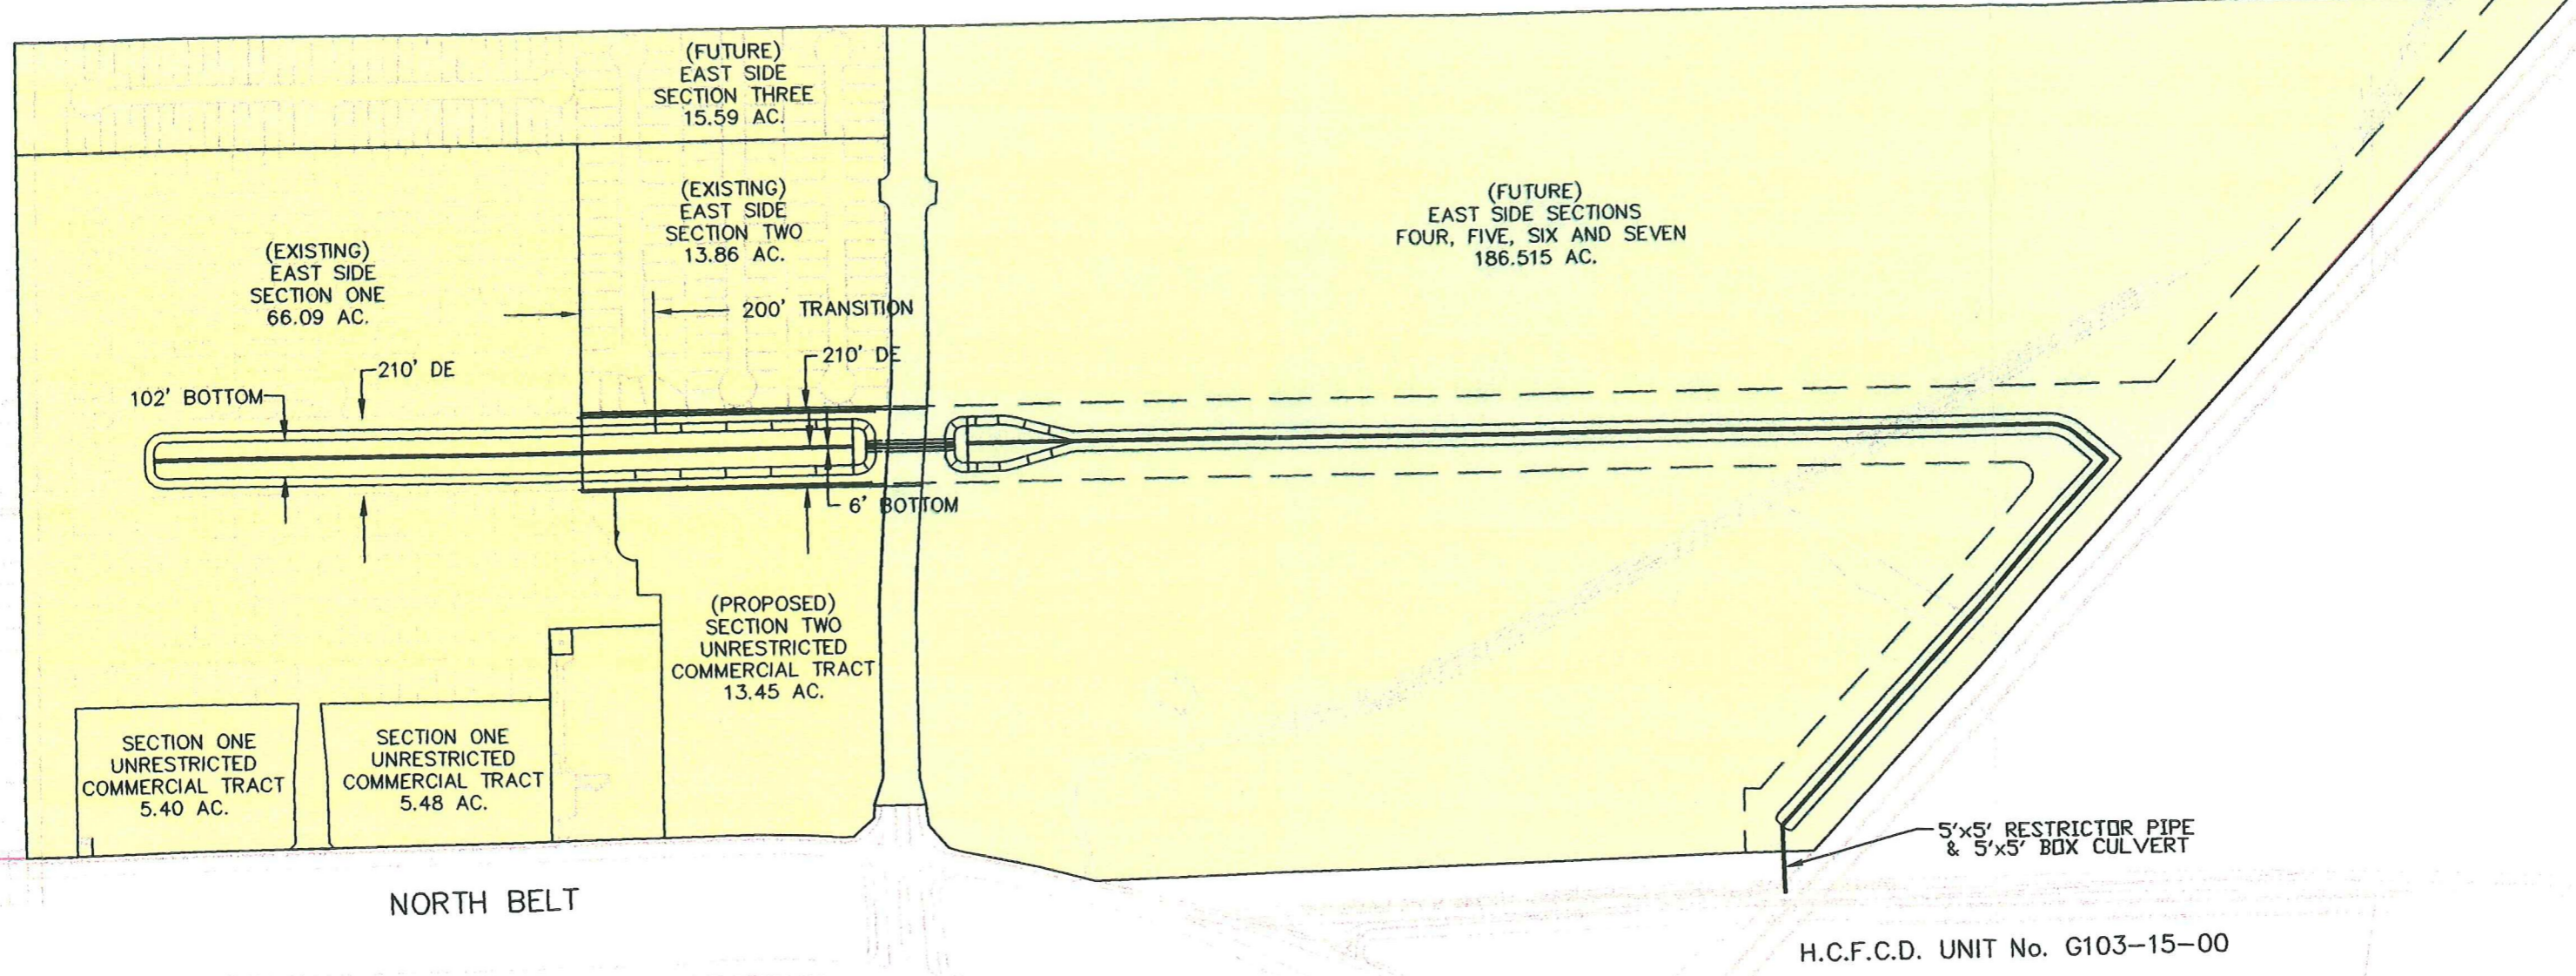 (FUTURE)
EAST SIDE
SECTION THREE
15.59 AC.
(EXISTING)
EAST SIDE
SECTION TWO
13.86 AC.
(FUTURE)
EAST SIDE SECTIONS
FOUR, FIVE, SIX AND SEVEN
186.515 AC.
(EXISTING)
EAST SIDE
SECTION ONE
66.09 AC.
200' TRANSITION
210' DE
210' DE
102' BOTTOM
6' BOTTOM
(PROPOSED)
SECTION TWO
UNRESTRICTED
COMMERCIAL TRACT
13.45 AC.
SECTION ONE
UNRESTRICTED
COMMERCIAL TRACT
5.40 AC.
SECTION ONE
UNRESTRICTED
COMMERCIAL TRACT
5.48 AC.
5'x5' RESTRICTOR PIPE
& 5'x5' BOX CULVERT
NORTH BELT
H.C.F.C.D. UNIT No. G103-15-00